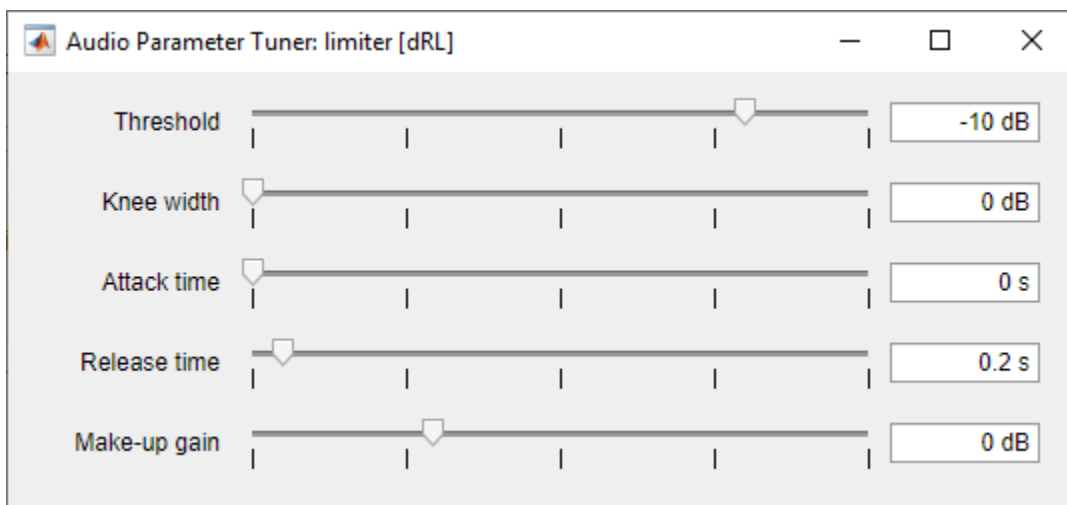 Audio Parameter Tuner: limiter [dRL]
Threshold -10 dB
Knee width 0 dB
Attack time 0 s
Release time 0.2 s
Make-up gain 0 dB